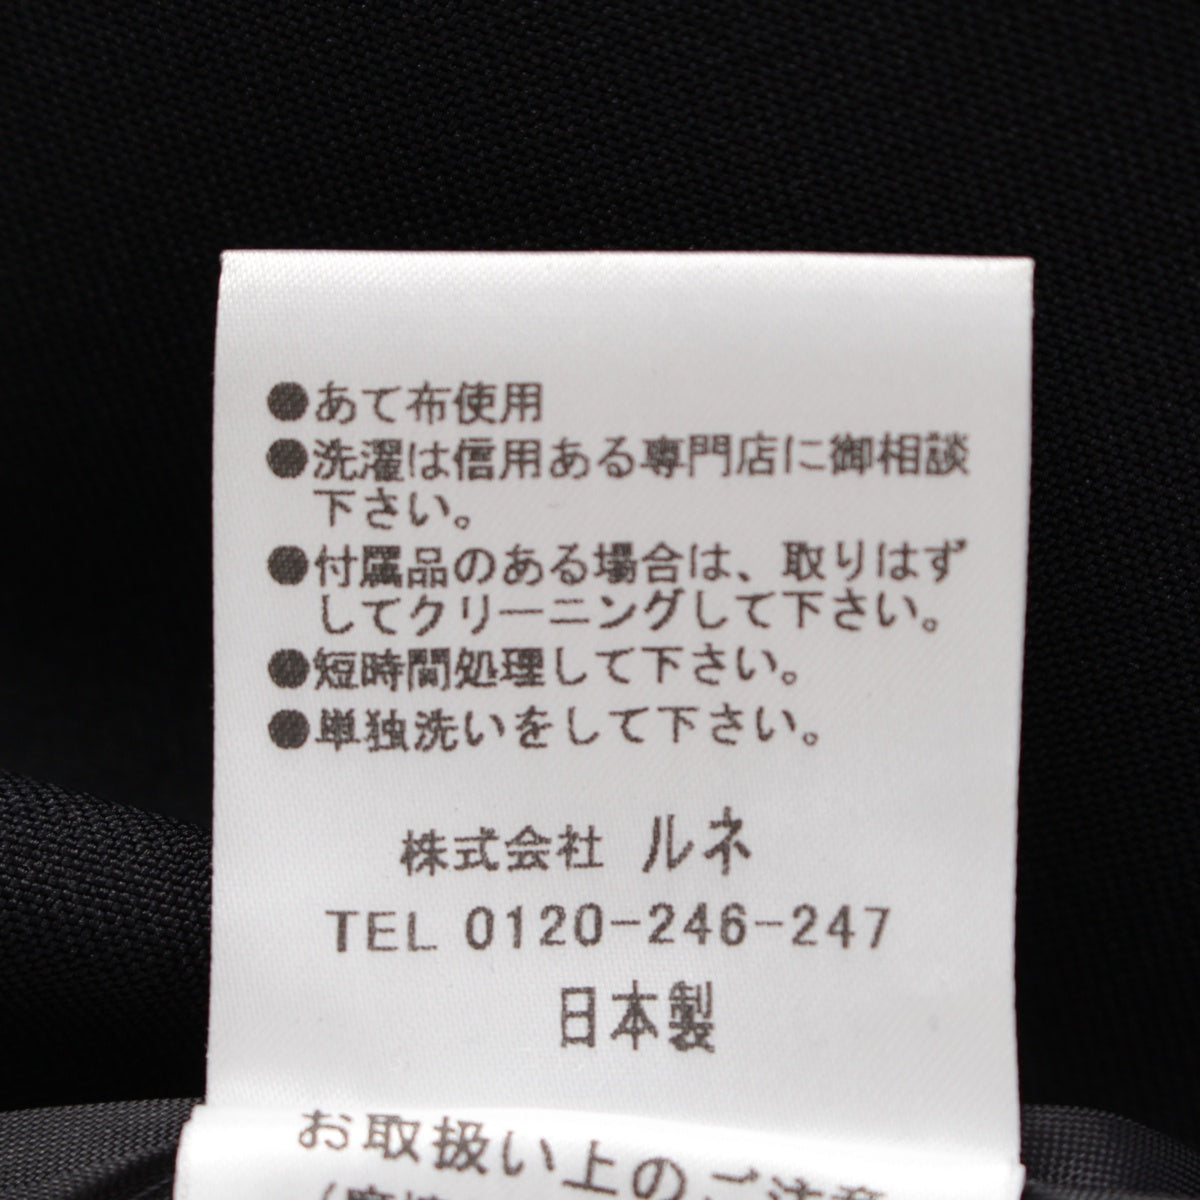 ●あて布使用
●洗濯は信用ある専門店に御相談
下さい。
●付属品のある場合は、取りはず
してクリーニングして下さい。
●短時間処理して下さい。
●単独洗いをして下さい。
株式会社 ルネ
TEL 0120-246-247
日本製
お取扱い上のご注意